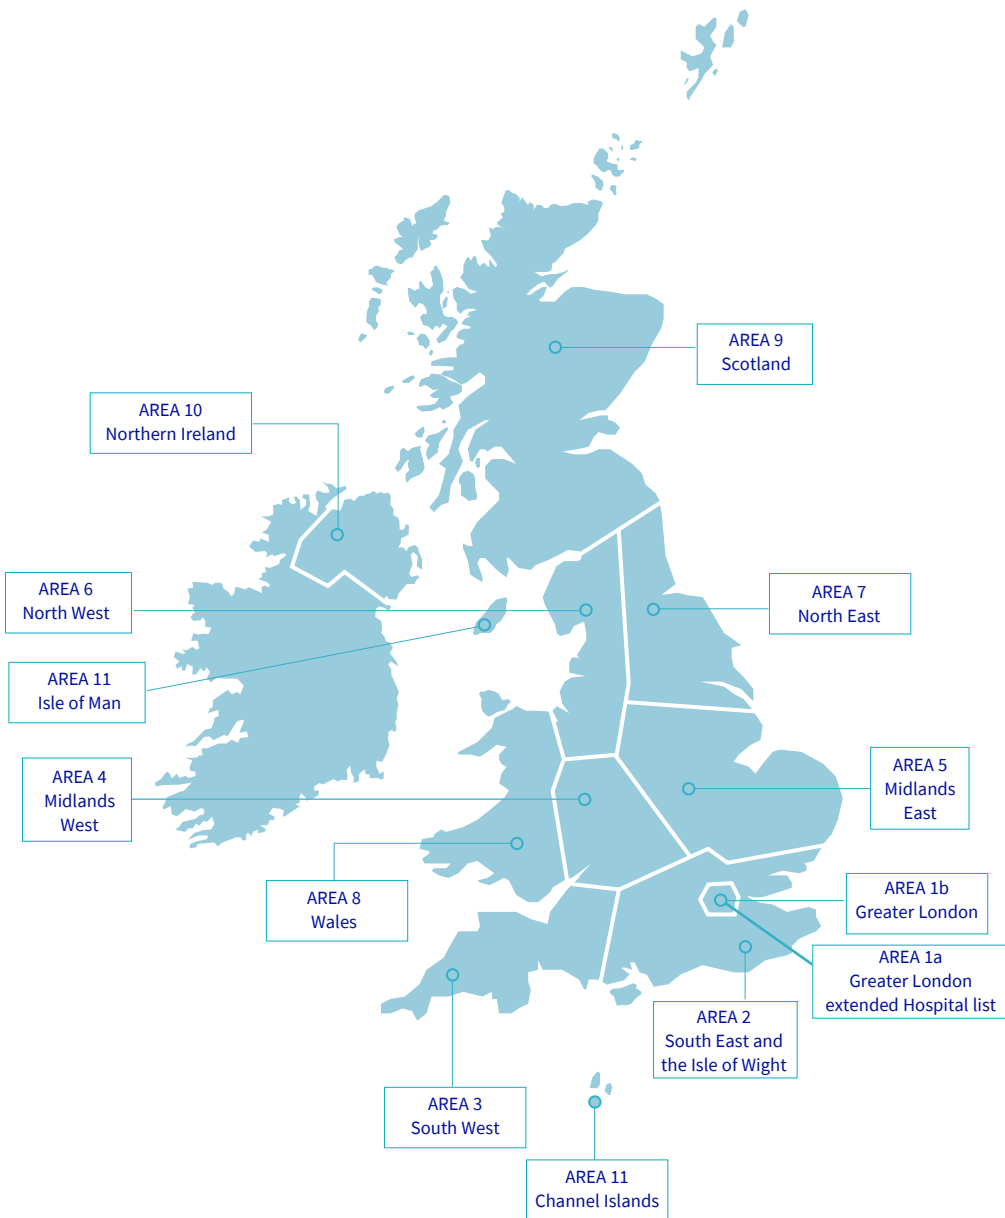 AREA 9
Scotland
AREA 10
Northern Ireland
AREA 6
North West
AREA 7
North East
AREA 11
Isle of Man
AREA 4
Midlands
West
AREA 5
Midlands
East
AREA 8
Wales
AREA 1b
Greater London
AREA 1a
Greater London
extended Hospital list
AREA 2
South East and
the Isle of Wight
AREA 3
South West
AREA 11
Channel Islands